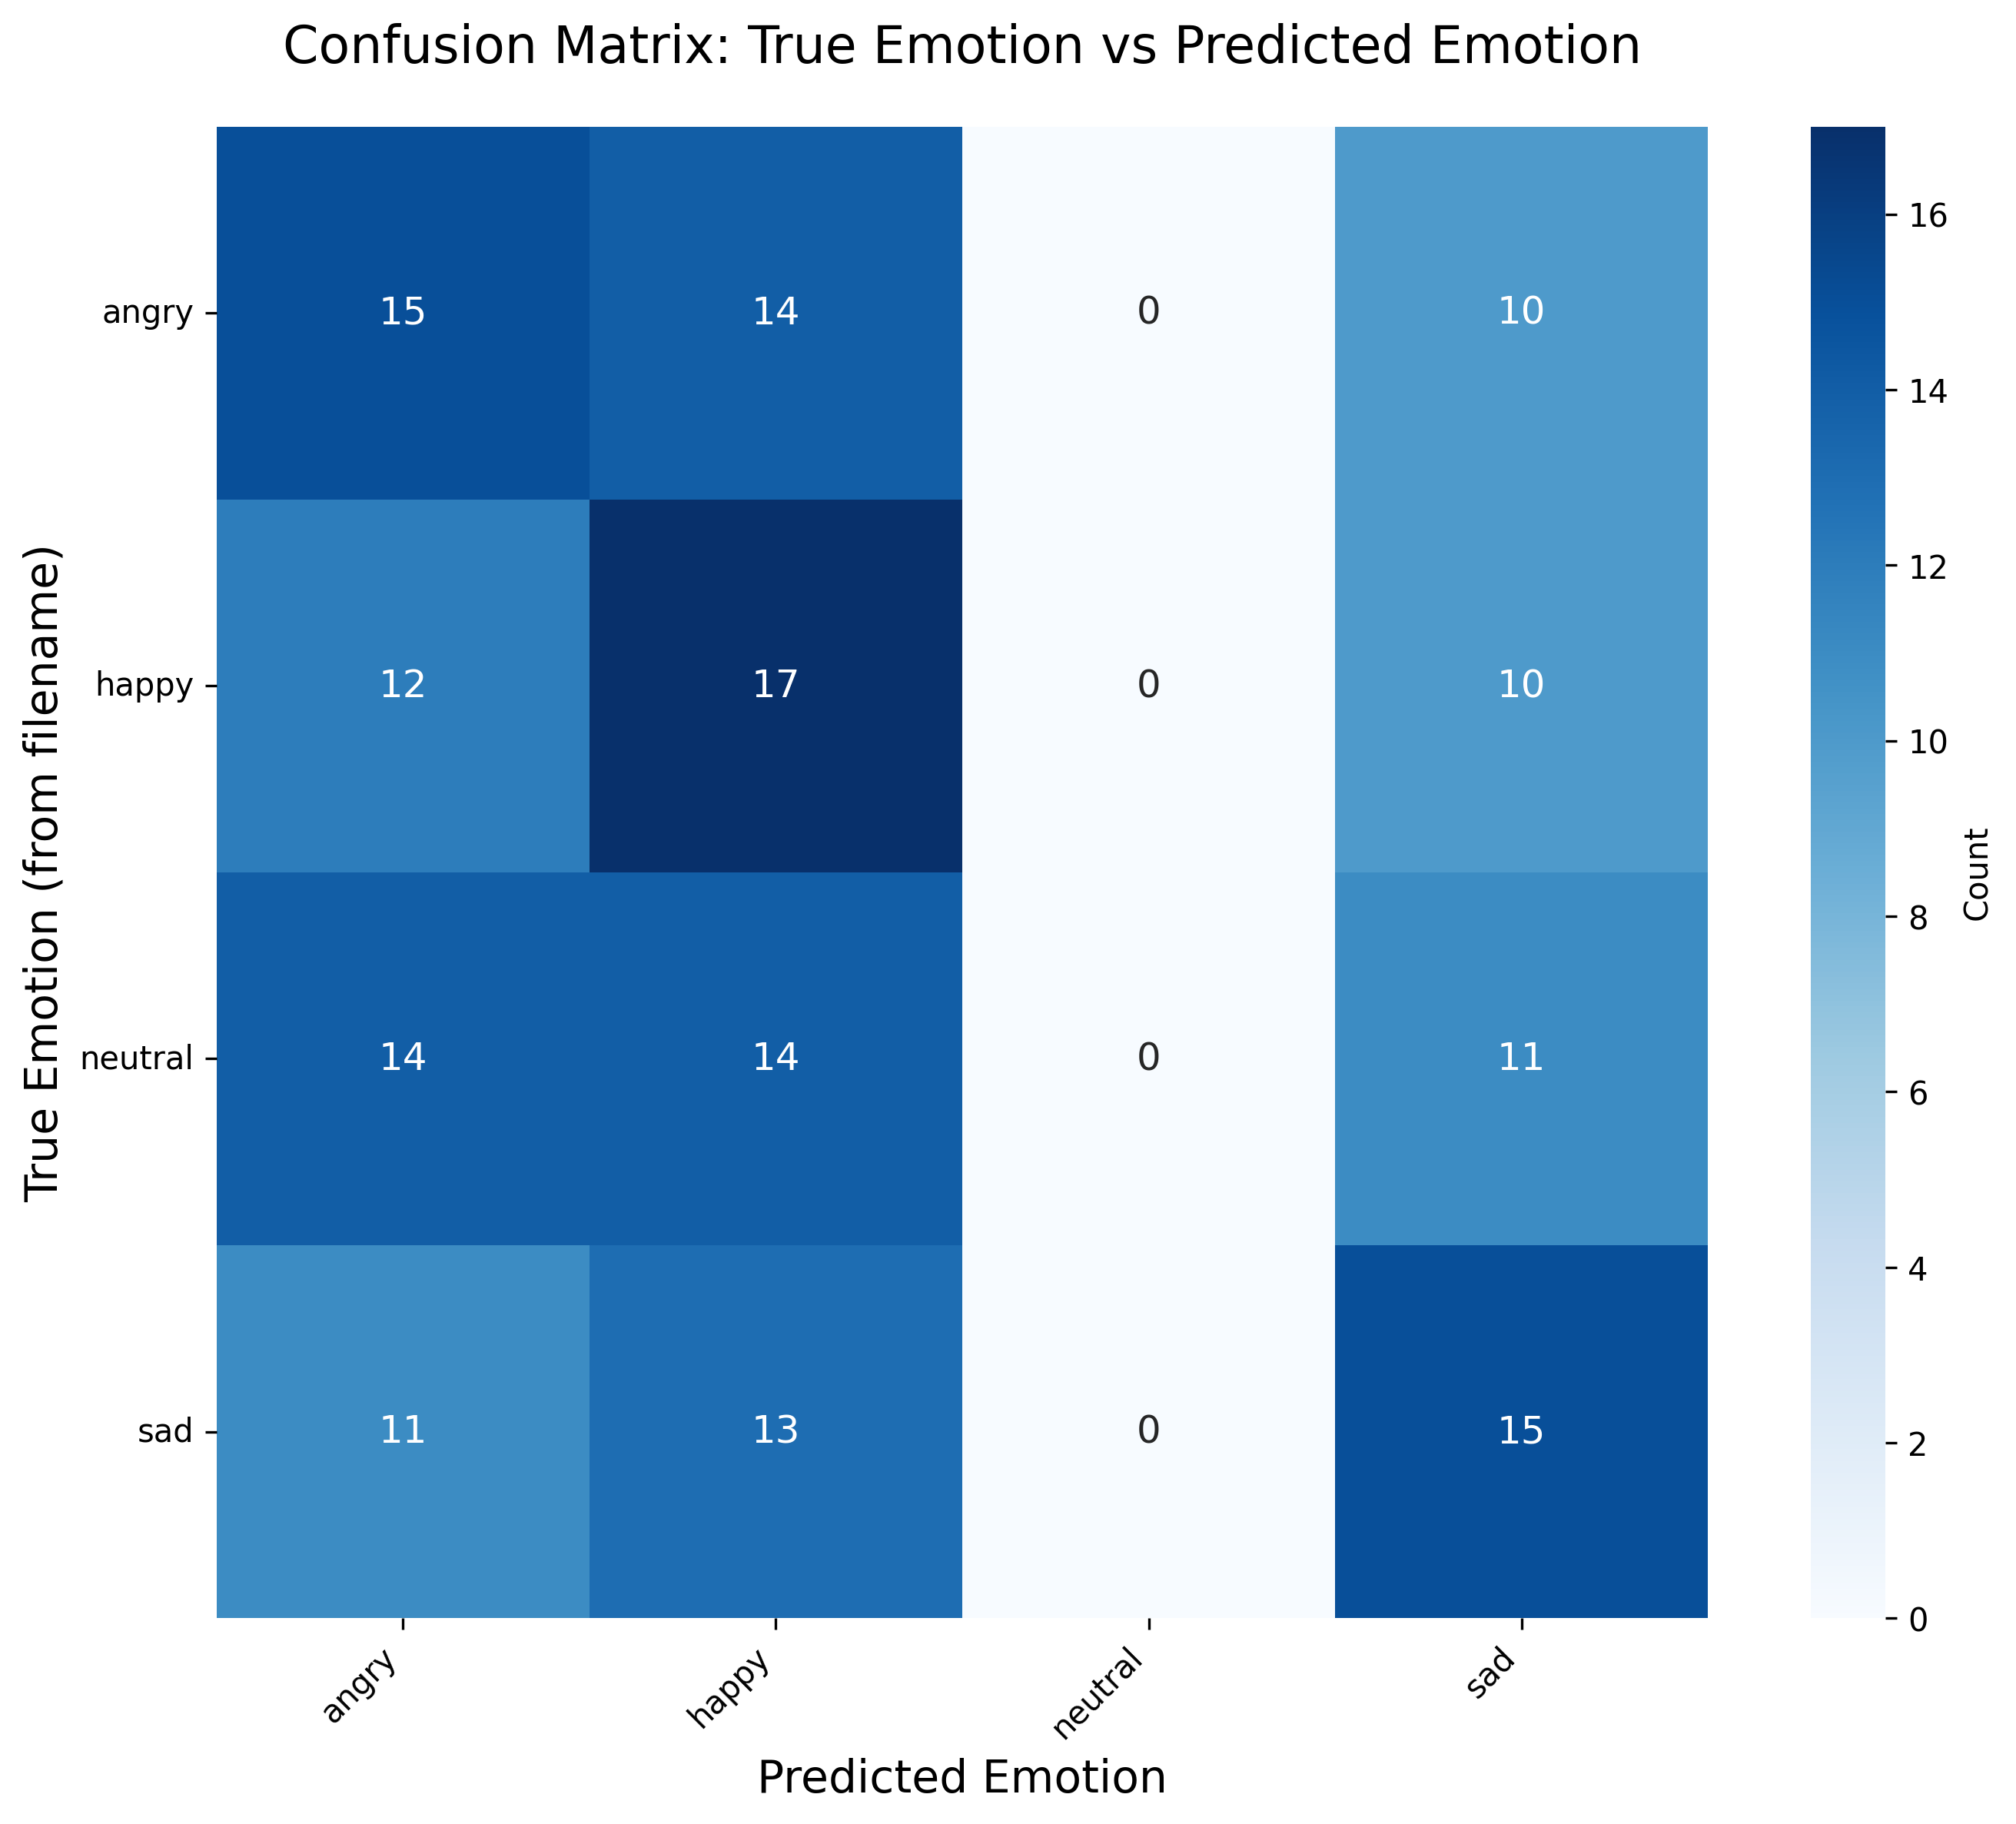 Confusion Matrix: True Emotion vs Predicted Emotion
True Emotion (from filename)
angry 15 14 0 10
happy 12 17 0 10
neutral 14 14 0 11
sad 11 13 0 15
angry happy neutral sad
Predicted Emotion
16
14
12
10
8
6
4
2
0
Count